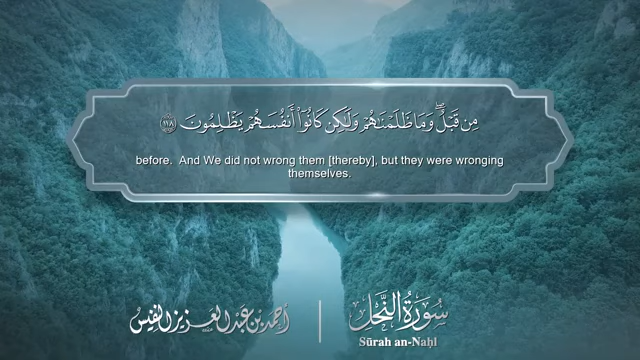 مِن قَبۡلُۖ وَمَا ظَلَمۡنَٰهُمۡ وَلَٰكِن كَانُوٓاْ أَنفُسَهُمۡ يَظۡلِمُونَ ١١٨
before. And We did not wrong them [thereby], but they were wronging
themselves.
سُورَةُ النَّحْلِ
Sūrah an-Naḥl
أحمد بن عبد العزيز النفيس